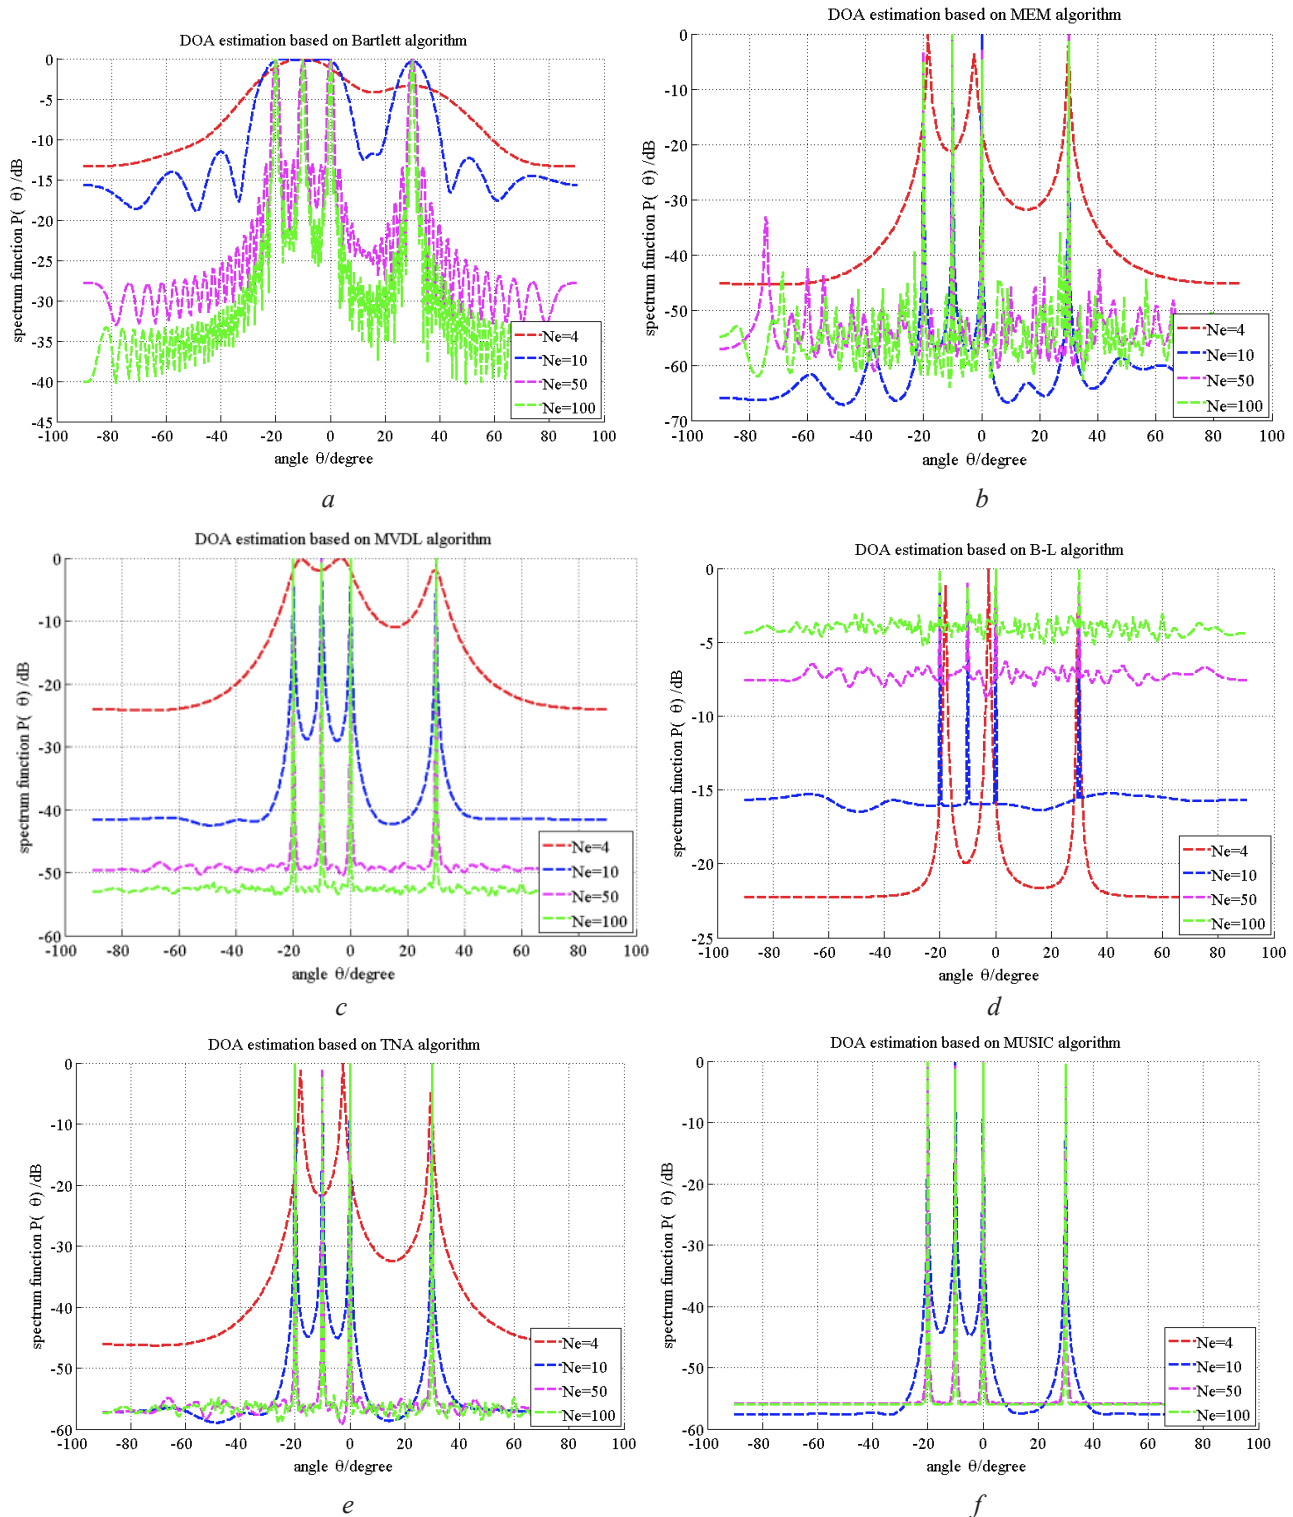 DOA estimation based on Bartlett algorithm
spectrum function P( θ) /dB
0
-5
-10
-15
-20
-25
-30
-35
-40
-45
-100
-80
-60
-40
-20
0
20
40
60
80
100
angle θ/degree
Ne=4
Ne=10
Ne=50
Ne=100
a
DOA estimation based on MEM algorithm
spectrum function P( θ) /dB
0
-10
-20
-30
-40
-50
-60
-70
-100
-80
-60
-40
-20
0
20
40
60
80
100
angle θ/degree
Ne=4
Ne=10
Ne=50
Ne=100
b
DOA estimation based on MVDL algorithm
spectrum function P( θ) /dB
0
-10
-20
-30
-40
-50
-60
-100
-80
-60
-40
-20
0
20
40
60
80
100
angle θ/degree
Ne=4
Ne=10
Ne=50
Ne=100
c
DOA estimation based on B-L algorithm
spectrum function P( θ) /dB
0
-5
-10
-15
-20
-25
-100
-80
-60
-40
-20
0
20
40
60
80
100
angle θ/degree
Ne=4
Ne=10
Ne=50
Ne=100
d
DOA estimation based on TNA algorithm
spectrum function P( θ) /dB
0
-10
-20
-30
-40
-50
-60
-100
-80
-60
-40
-20
0
20
40
60
80
100
angle θ/degree
Ne=4
Ne=10
Ne=50
Ne=100
e
DOA estimation based on MUSIC algorithm
spectrum function P( θ) /dB
0
-10
-20
-30
-40
-50
-60
-100
-80
-60
-40
-20
0
20
40
60
80
100
angle θ/degree
Ne=4
Ne=10
Ne=50
Ne=100
f